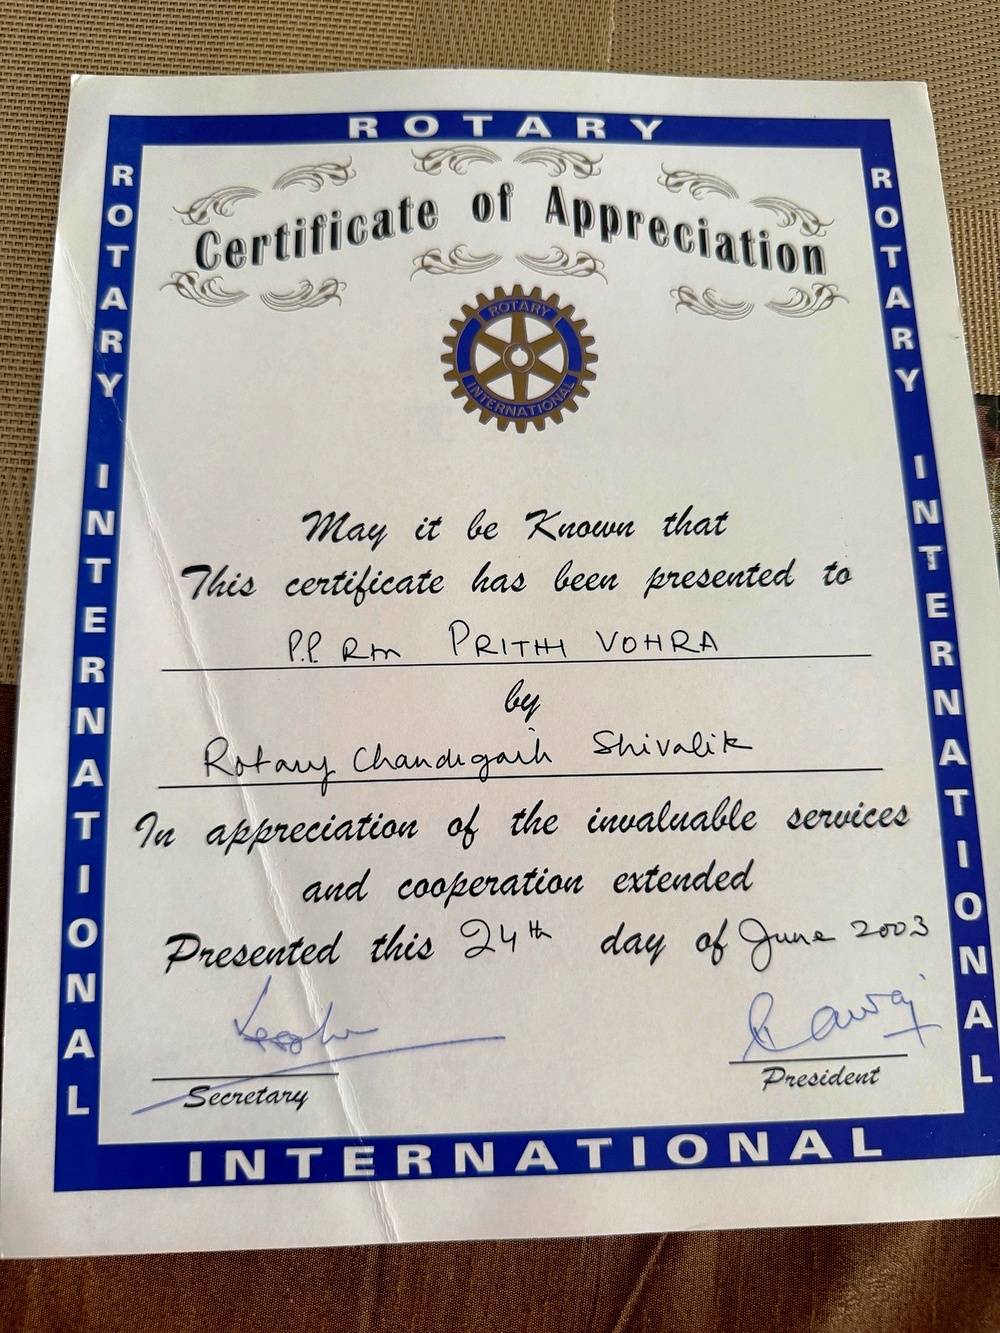 ROTARY
Certificate of Appreciation
ROTARY
INTERNATIONAL
May it be Known that
This certificate has been presented to
P.P. Rtn PRITHI VOHRA
by
Rotary Chandigarh Shivalik
In appreciation of the invaluable services
and cooperation extended
Presented this 24th day of June 2003
Secretary
President
ROTARY INTERNATIONAL
ROTARY INTERNATIONAL
INTERNATIONAL